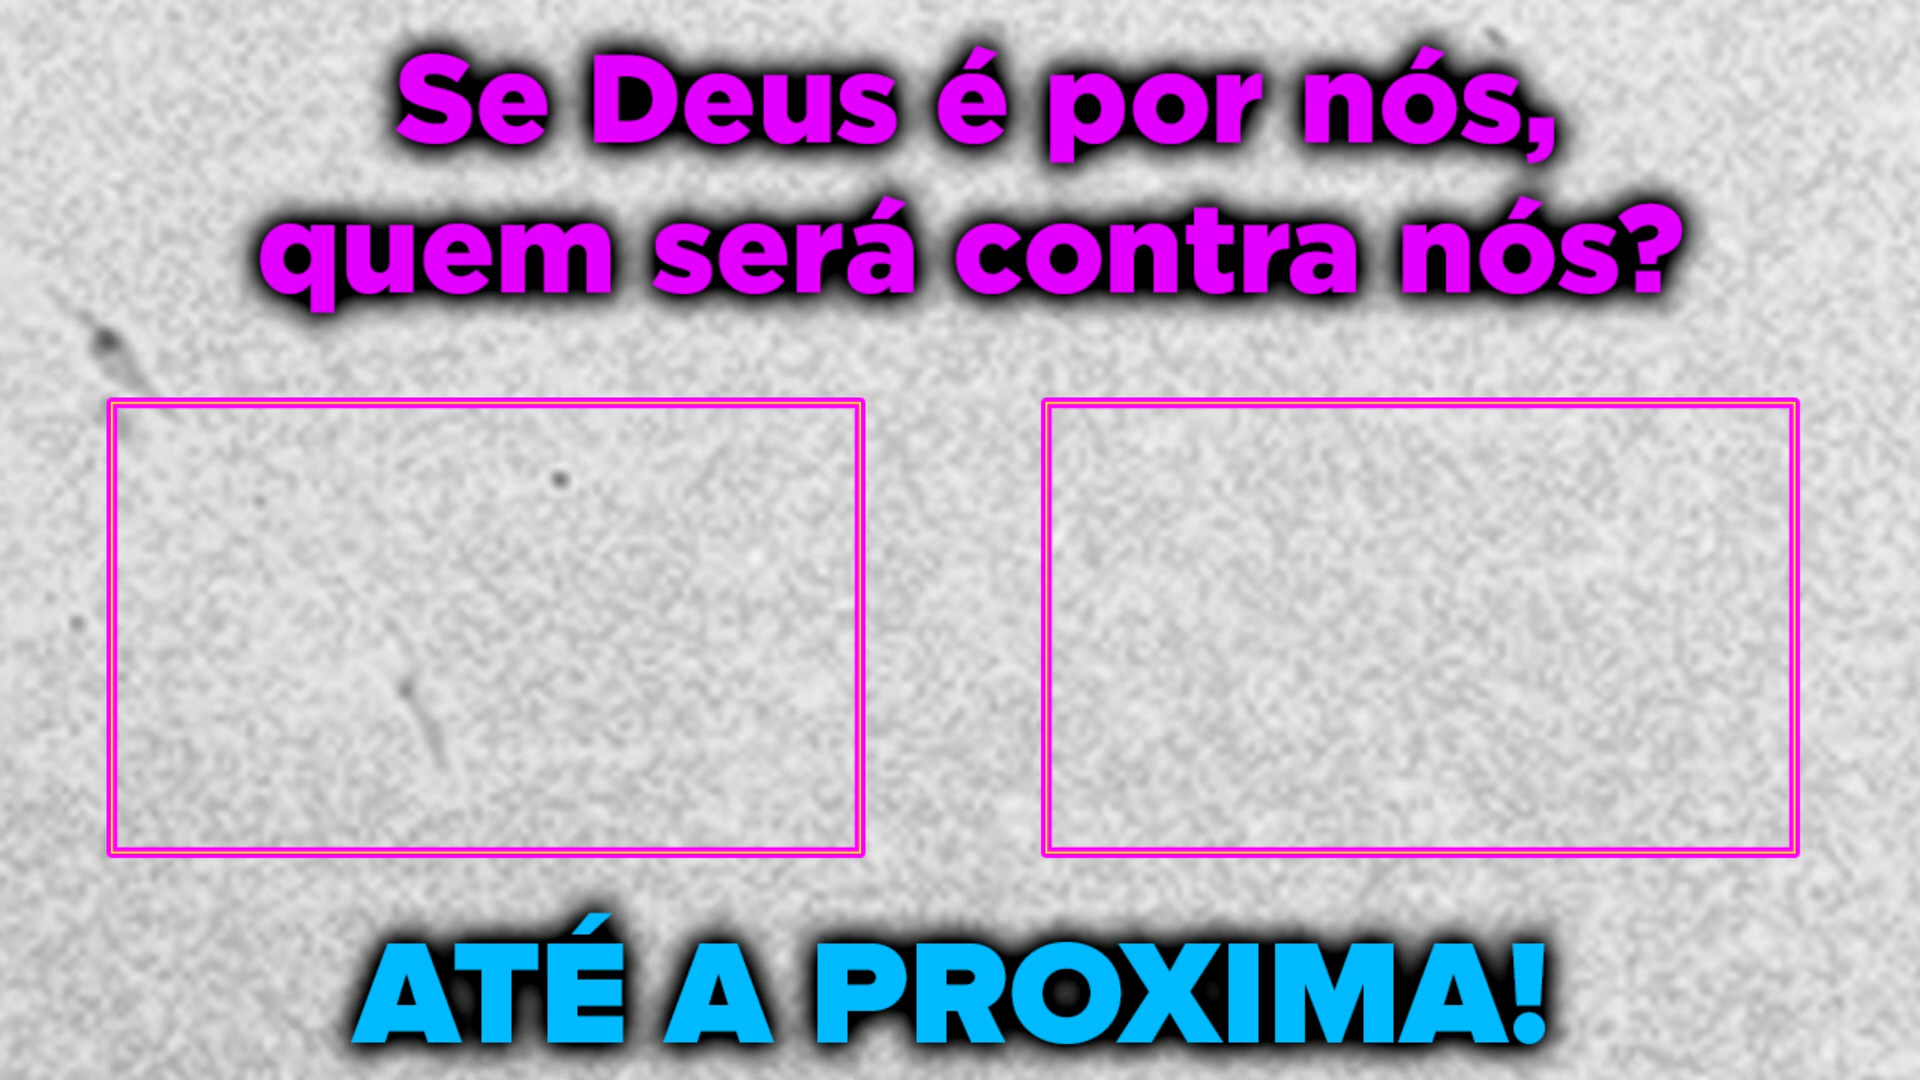 Se Deus é por nós,
quem será contra nós?
ATÉ A PROXIMA!